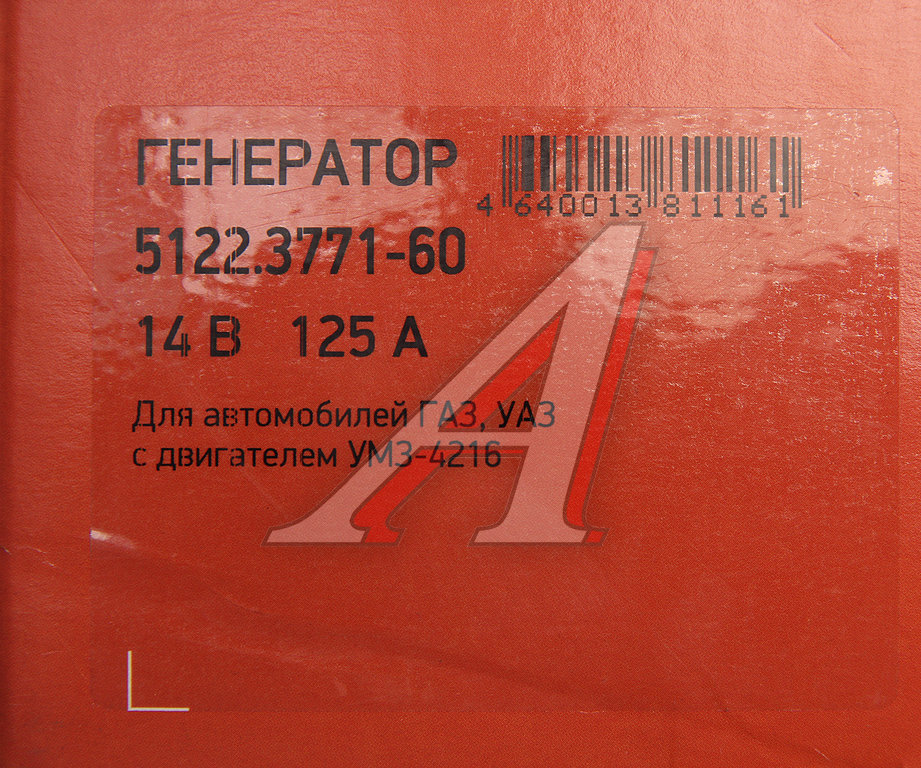 ГЕНЕРАТОР
4 640013 811161
5122.3771-60
14 В 125 А
Для автомобилей ГАЗ, УАЗ
с двигателем УМЗ-4216
А